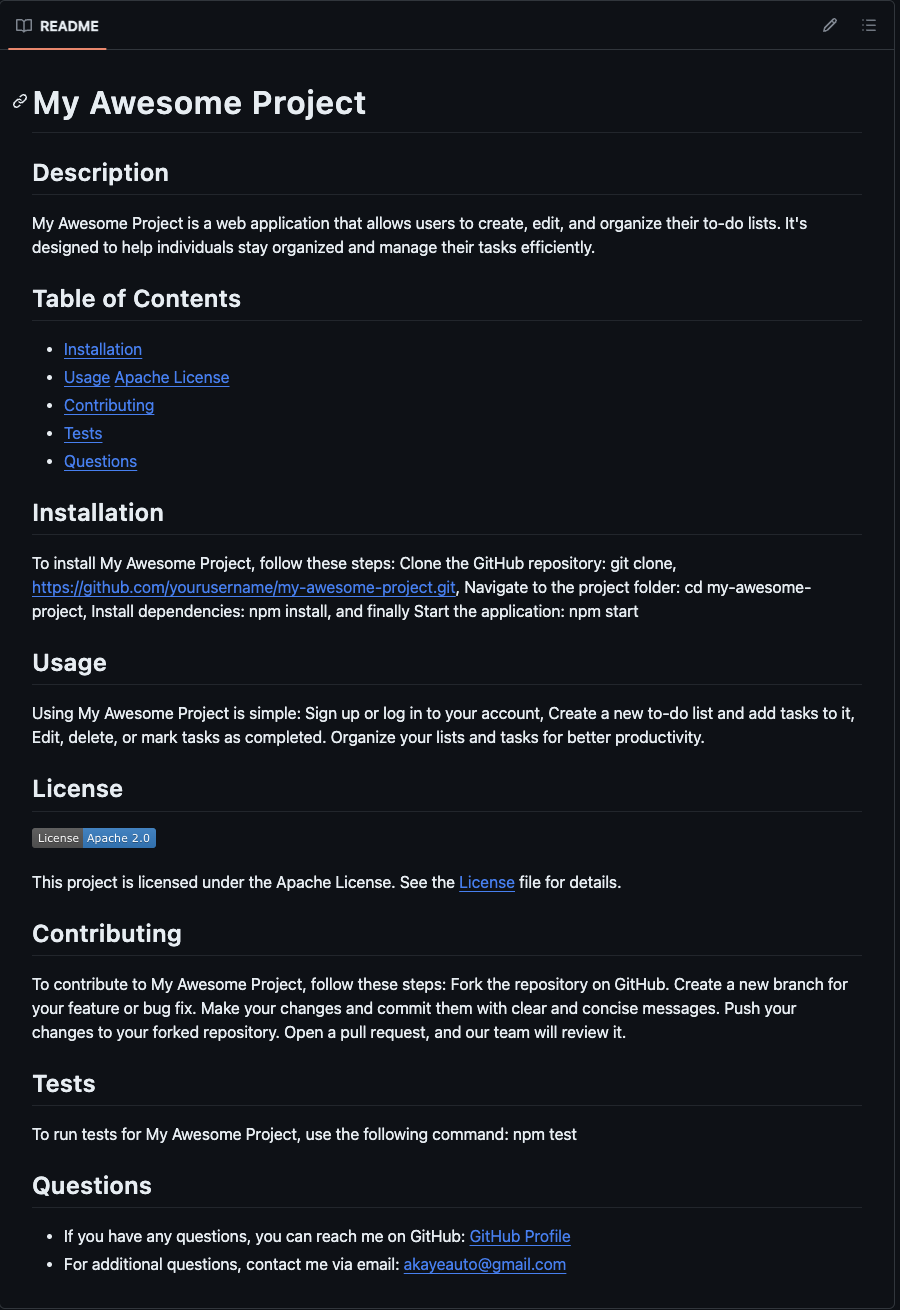 README
My Awesome Project
Description
My Awesome Project is a web application that allows users to create, edit, and organize their to-do lists. It's
designed to help individuals stay organized and manage their tasks efficiently.
Table of Contents
Installation
Usage Apache License
Contributing
Tests
Questions
Installation
To install My Awesome Project, follow these steps: Clone the GitHub repository: git clone,
https://github.com/yourusername/my-awesome-project.git, Navigate to the project folder: cd my-awesome-
project, Install dependencies: npm install, and finally Start the application: npm start
Usage
Using My Awesome Project is simple: Sign up or log in to your account, Create a new to-do list and add tasks to it,
Edit, delete, or mark tasks as completed. Organize your lists and tasks for better productivity.
License
License Apache 2.0
This project is licensed under the Apache License. See the License file for details.
Contributing
To contribute to My Awesome Project, follow these steps: Fork the repository on GitHub. Create a new branch for
your feature or bug fix. Make your changes and commit them with clear and concise messages. Push your
changes to your forked repository. Open a pull request, and our team will review it.
Tests
To run tests for My Awesome Project, use the following command: npm test
Questions
If you have any questions, you can reach me on GitHub: GitHub Profile
For additional questions, contact me via email: akayeauto@gmail.com